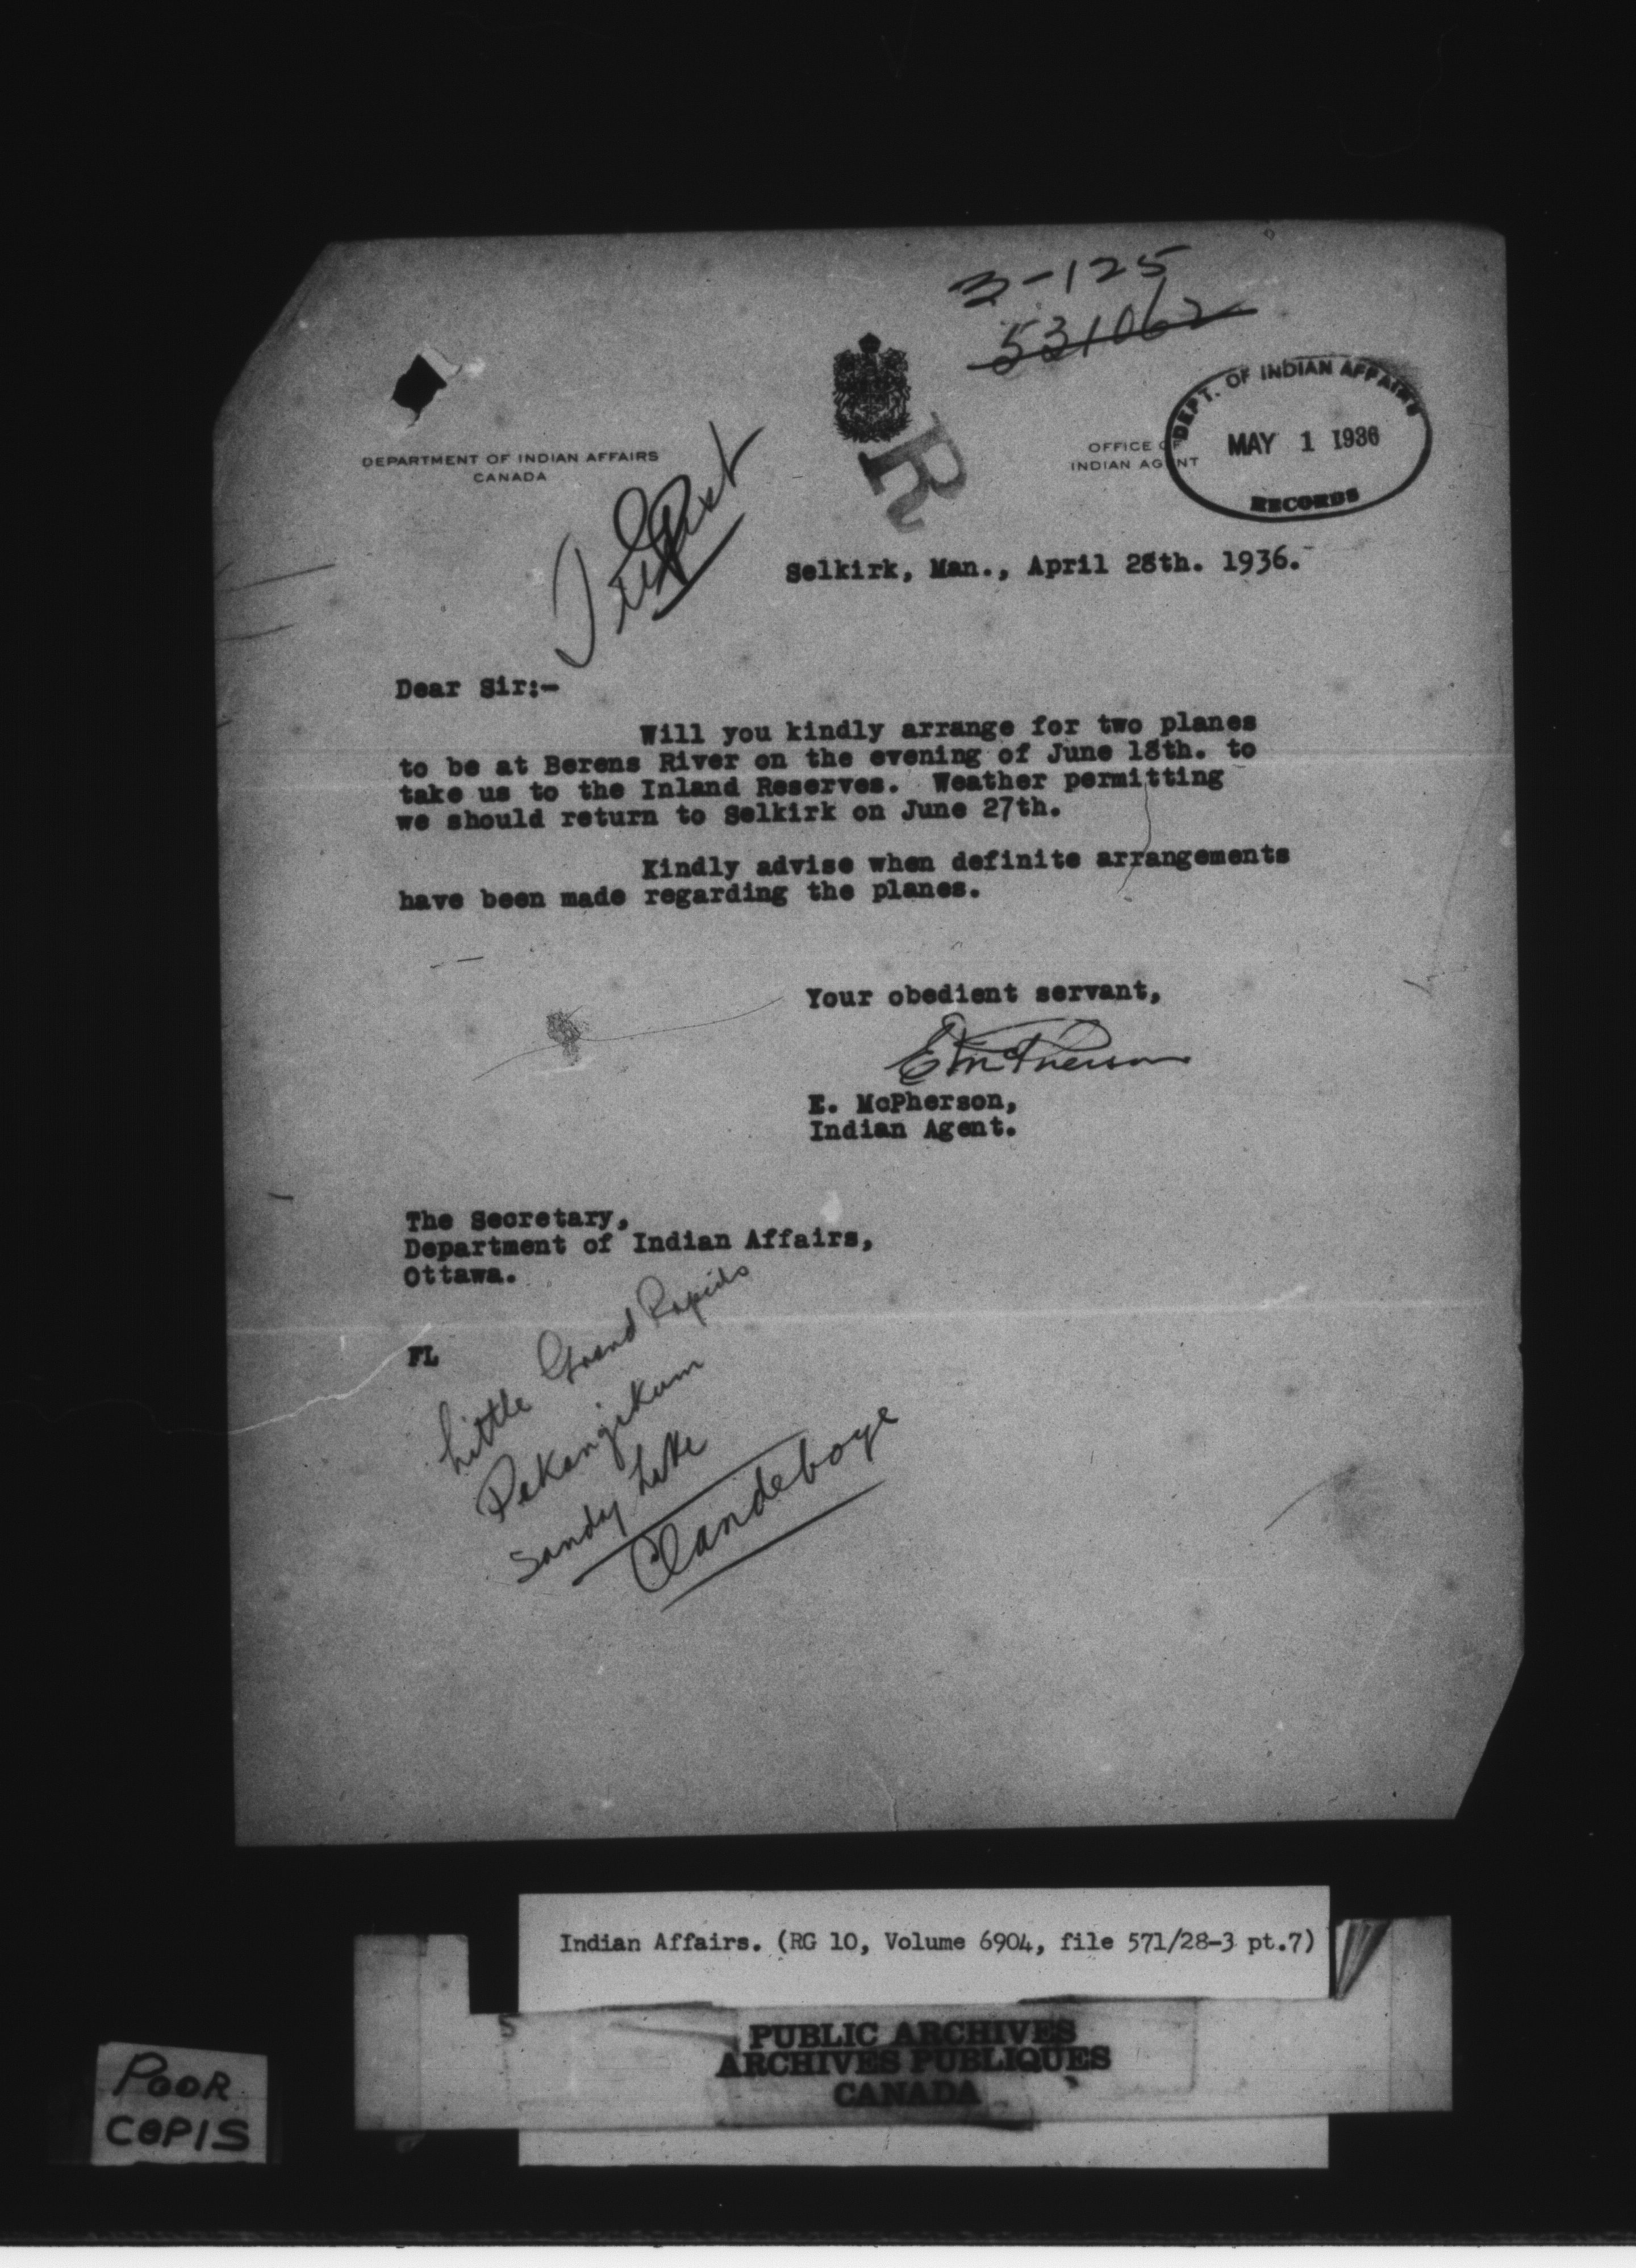 3-125
531062
DEPARTMENT OF INDIAN AFFAIRS
CANADA
R
OFFICE OF
INDIAN AGENT
DEPT. OF INDIAN AFFAIRS
MAY 1 1936
RECORDS
Selkirk, Man., April 28th. 1936.
Dear Sir:-
Will you kindly arrange for two planes
to be at Berens River on the evening of June 18th. to
take us to the Inland Reserves. Weather permitting
we should return to Selkirk on June 27th.
Kindly advise when definite arrangements
have been made regarding the planes.
Your obedient servant,
E McPherson
E. McPherson,
Indian Agent.
The Secretary,
Department of Indian Affairs,
Ottawa.
FL
Little Grand Rapids
Pekangikum
Sandy Lake
Clandeboye
Indian Affairs. (RG 10, Volume 6904, file 571/28-3 pt.7)
PUBLIC ARCHIVES
ARCHIVES PUBLIQUES
CANADA
POOR
COPIS